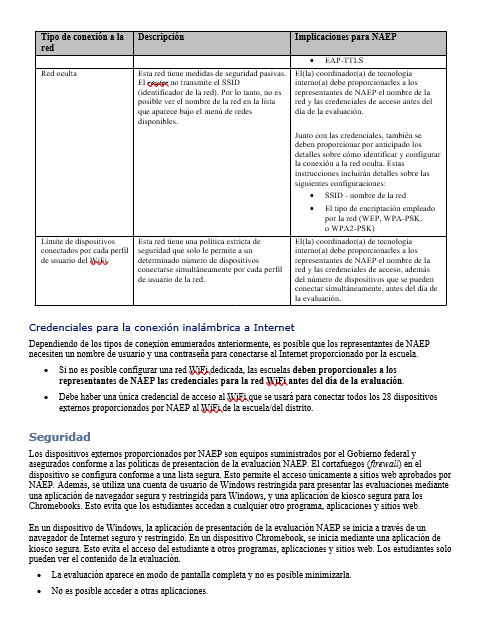 Tipo de conexión a la red
Descripción
Implicaciones para NAEP
• EAP-TTLS
Red oculta
Esta red tiene medidas de seguridad pasivas.
El router no transmite el SSID
(identificador de la red). Por lo tanto, no es
posible ver el nombre de la red en la lista
que aparece bajo el menú de redes
disponibles.
El(la) coordinador(a) de tecnología
interno(a) debe proporcionarles a los
representantes de NAEP el nombre de la
red y las credenciales de acceso antes del
día de la evaluación.
Junto con las credenciales, también se
deben proporcionar por anticipado los
detalles sobre cómo identificar y configurar
la conexión a la red oculta. Estas
instrucciones incluirán detalles sobre las
siguientes configuraciones:
• SSID - nombre de la red
• El tipo de encriptación empleado
por la red (WEP, WPA-PSK,
o WPA2-PSK)
Límite de dispositivos
conectados por cada perfil
de usuario del WiFi
Esta red tiene una política estricta de
seguridad que solo le permite a un
determinado número de dispositivos
conectarse simultáneamente por cada perfil
de usuario de la red.
El(la) coordinador(a) de tecnología
interno(a) debe proporcionarles a los
representantes de NAEP el nombre de la
red y las credenciales de acceso, además
del número de dispositivos que se pueden
conectar simultáneamente, antes del día de
la evaluación.
Credenciales para la conexión inalámbrica a Internet
Dependiendo de los tipos de conexión enumerados anteriormente, es posible que los representantes de NAEP
necesiten un nombre de usuario y una contraseña para conectarse al Internet proporcionado por la escuela.
• Si no es posible configurar una red WiFi dedicada, las escuelas deben proporcionales a los
representantes de NAEP las credenciales para la red WiFi antes del día de la evaluación.
• Debe haber una única credencial de acceso al WiFi que se usará para conectar todos los 28 dispositivos
externos proporcionados por NAEP al WiFi de la escuela/del distrito.
Seguridad
Los dispositivos externos proporcionados por NAEP son equipos suministrados por el Gobierno federal y
asegurados conforme a las políticas de presentación de la evaluación NAEP. El cortafuegos (firewall) en el
dispositivo se configura conforme a una lista segura. Esto permite el acceso únicamente a sitios web aprobados por
NAEP. Además, se utiliza una cuenta de usuario de Windows restringida para presentar las evaluaciones mediante
una aplicación de navegador segura y restringida para Windows, y una aplicación de kiosco segura para los
Chromebooks. Esto evita que los estudiantes accedan a cualquier otro programa, aplicaciones y sitios web.
En un dispositivo de Windows, la aplicación de presentación de la evaluación NAEP se inicia a través de un
navegador de Internet seguro y restringido. En un dispositivo Chromebook, se inicia mediante una aplicación de
kiosco segura. Esto evita el acceso del estudiante a otros programas, aplicaciones y sitios web. Los estudiantes solo
pueden ver el contenido de la evaluación.
• La evaluación aparece en modo de pantalla completa y no es posible minimizarla.
• No es posible acceder a otras aplicaciones.